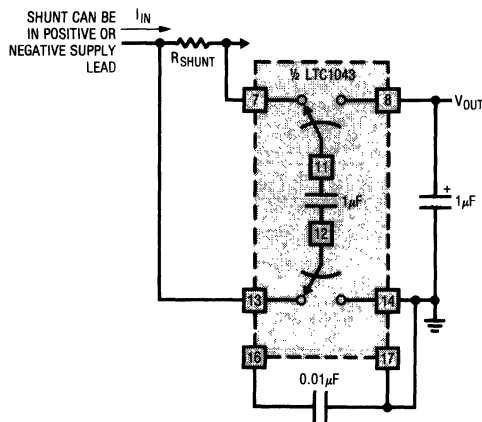 SHUNT CAN BE
IN POSITIVE OR
NEGATIVE SUPPLY
LEAD
IIN
RSHUNT
½ LTC1043
7
8
VOUT
11
1µF
12
+
1µF
13
14
16
17
0.01µF